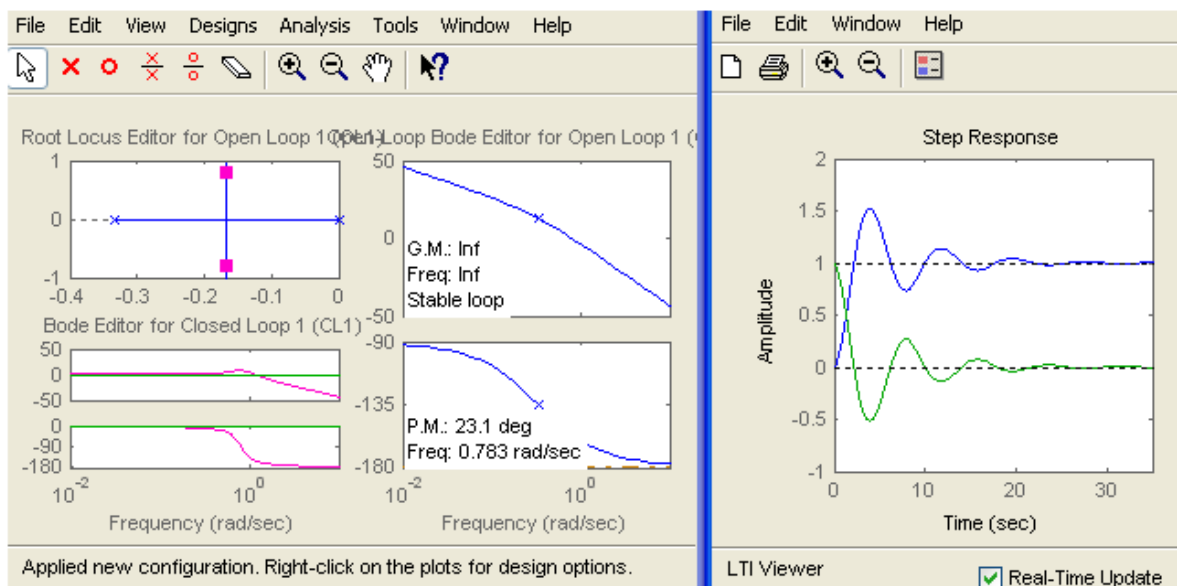 File Edit View Designs Analysis Tools Window Help
Root Locus Editor for Open Loop 1 (OL1)
Open-Loop Bode Editor for Open Loop 1 (
1
0
-1
-0.4 -0.3 -0.2 -0.1 0
Bode Editor for Closed Loop 1 (CL1)
50
0
-50
0
-90
-180
10-2 100
Frequency (rad/sec)
50
0
-50
G.M.: Inf
Freq: Inf
Stable loop
-90
-135
-180
P.M.: 23.1 deg
Freq: 0.783 rad/sec
10-2 100
Frequency (rad/sec)
Applied new configuration. Right-click on the plots for design options.
File Edit Window Help
Step Response
Amplitude
2
1.5
1
0.5
0
-0.5
-1
0 10 20 30
Time (sec)
LTI Viewer
Real-Time Update